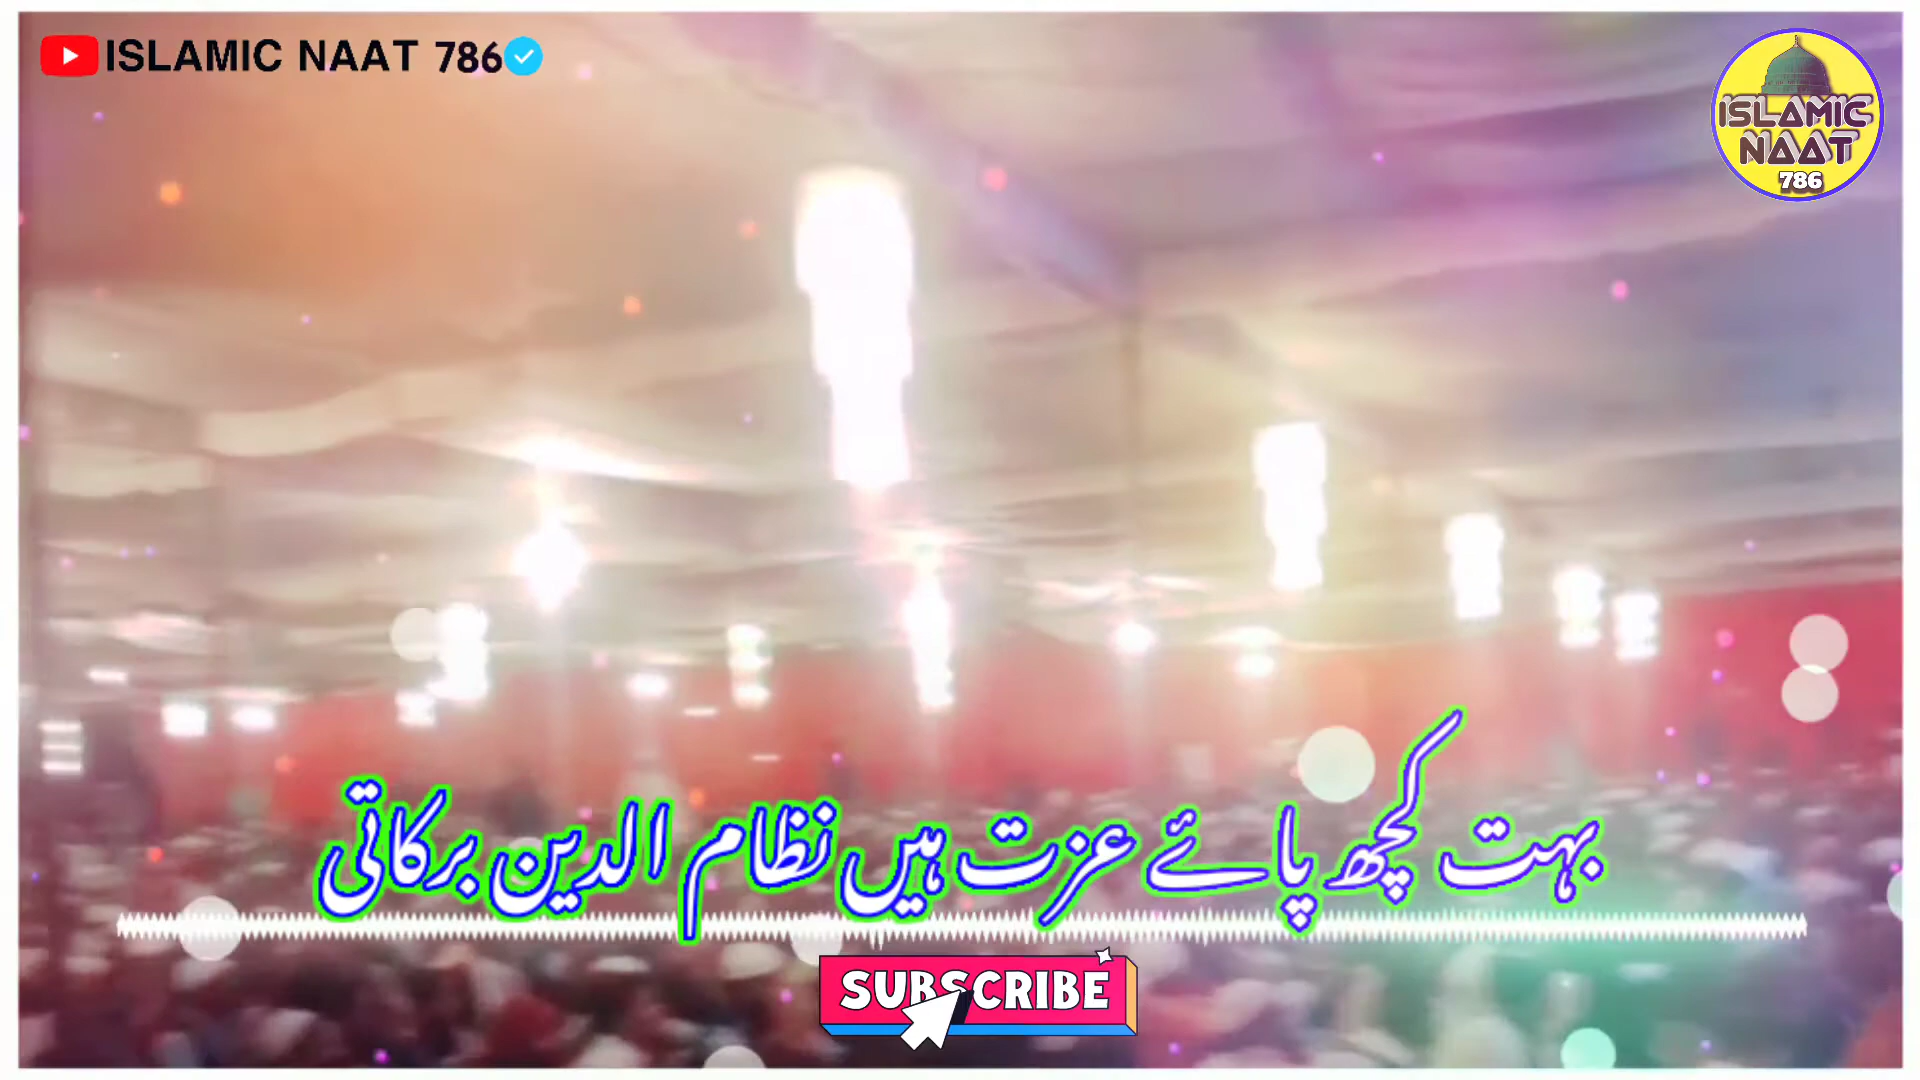 ISLAMIC NAAT 786
ISLAMIC
NAAT
786
بہت کچھ پائے عزت ہیں نظام الدین برکاتی
SUBSCRIBE